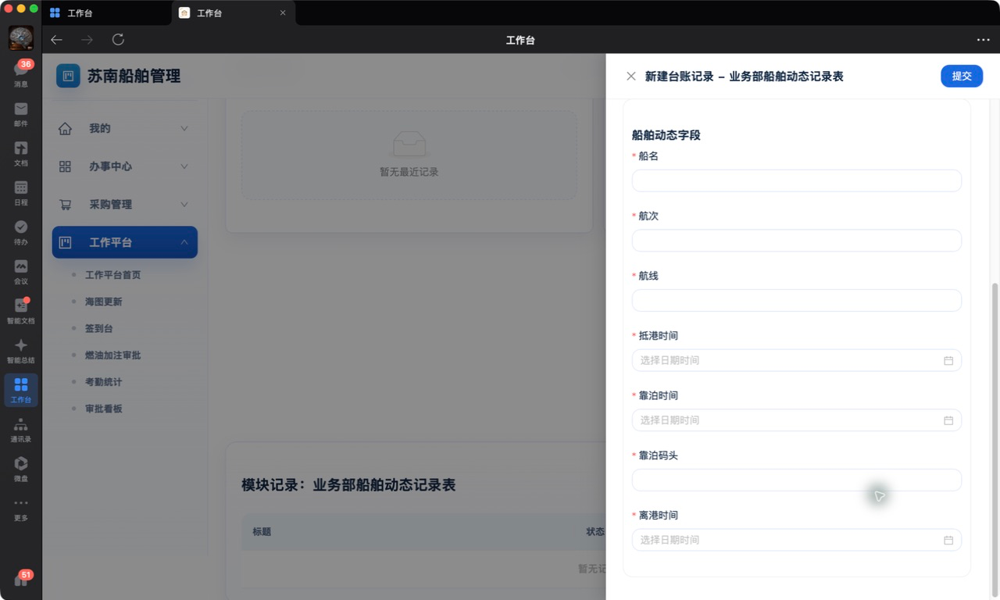 工作台
工作台
工作台
36
消息
邮件
文档
日程
待办
会议
智能文档
智能总结
工作台
通讯录
微盘
更多
51
苏南船舶管理
我的
办事中心
采购管理
工作平台
工作平台首页
海图更新
签到台
燃油加注审批
考勤统计
审批看板
暂无最近记录
模块记录：业务部船舶动态记录表
标题
状态
暂无记
新建台账记录 – 业务部船舶动态记录表
提交
船舶动态字段
* 船名
* 航次
* 航线
* 抵港时间
选择日期时间
* 靠泊时间
选择日期时间
* 靠泊码头
* 离港时间
选择日期时间